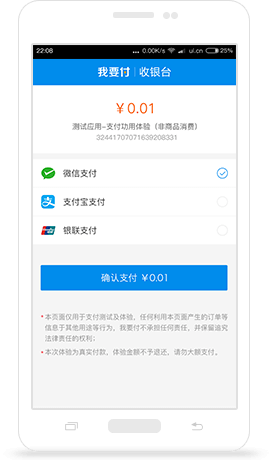 22:08 ... 0.00K/s ul.cn 25%
我要付 | 收银台
￥0.01
测试应用-支付功用体验（非商品消费）
32441707071639208331
微信支付
支付宝支付
银联支付
确认支付 ￥0.01
*本页面仅用于支付测试及体验，任何利用本页面产生的订单等
信息于其他用途等行为，我要付不承担任何责任，并保留追究
法律责任的权利；
*本次体验为真实付款，体验金额不予退还，请勿大额支付。